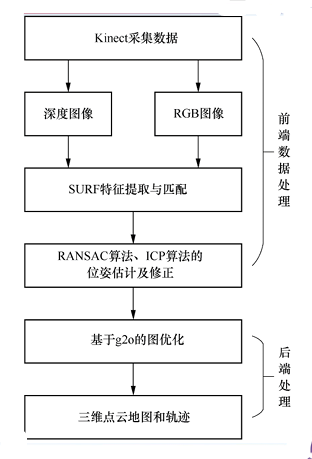 Kinect采集数据
深度图像
RGB图像
SURF特征提取与匹配
RANSAC算法、ICP算法的
位姿估计及修正
前端数据处理
基于g2o的图优化
三维点云地图和轨迹
后端处理